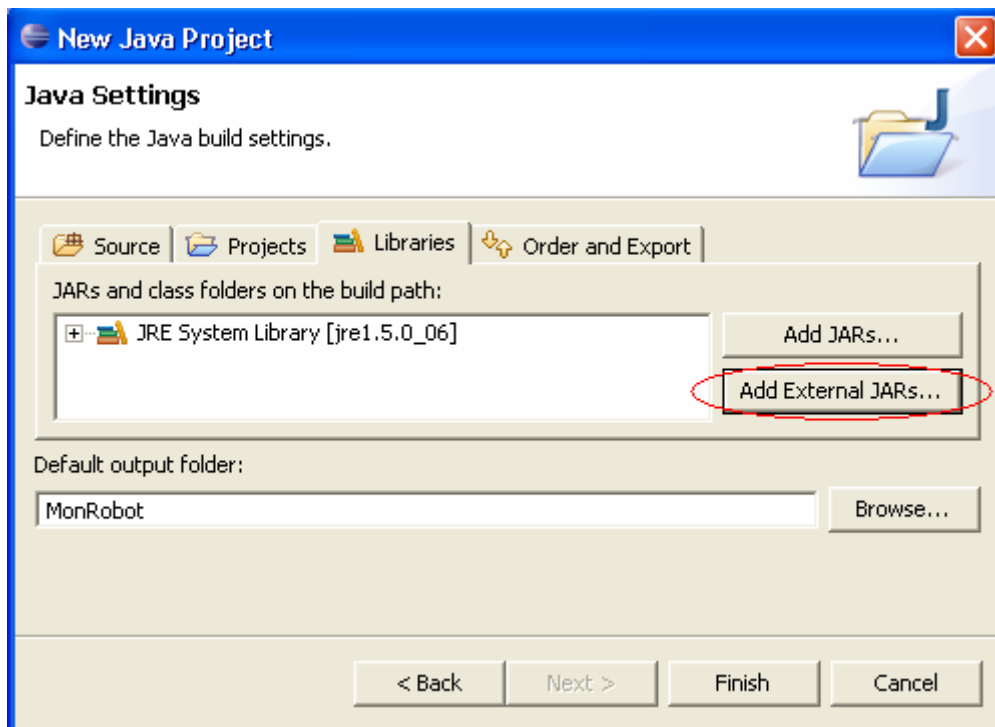 New Java Project
Java Settings
Define the Java build settings.
Source Projects Libraries Order and Export
JARs and class folders on the build path:
JRE System Library [jre1.5.0_06]
Add JARs...
Add External JARs...
Default output folder:
MonRobot Browse...
< Back Next > Finish Cancel